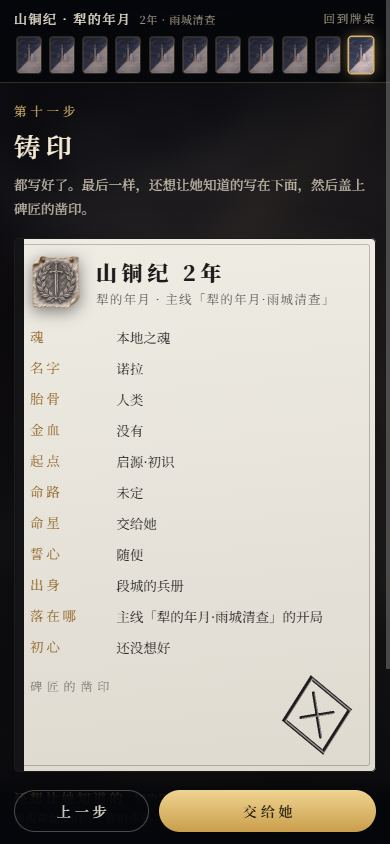 山铜纪·犁的年月 2年·雨城清查 回到牌桌
第十一步
铸印
都写好了。最后一样，还想让她知道的写在下面，然后盖上
碑匠的凿印。
山铜纪 2年
犁的年月·主线「犁的年月·雨城清查」
魂 本地之魂
名字 诺拉
胎骨 人类
金血 没有
起点 启源·初识
命路 未定
命星 交给她
誓心 随便
出身 段城的兵册
落在哪 主线「犁的年月·雨城清查」的开局
初心 还没想好
碑匠的凿印
上一步 交给她